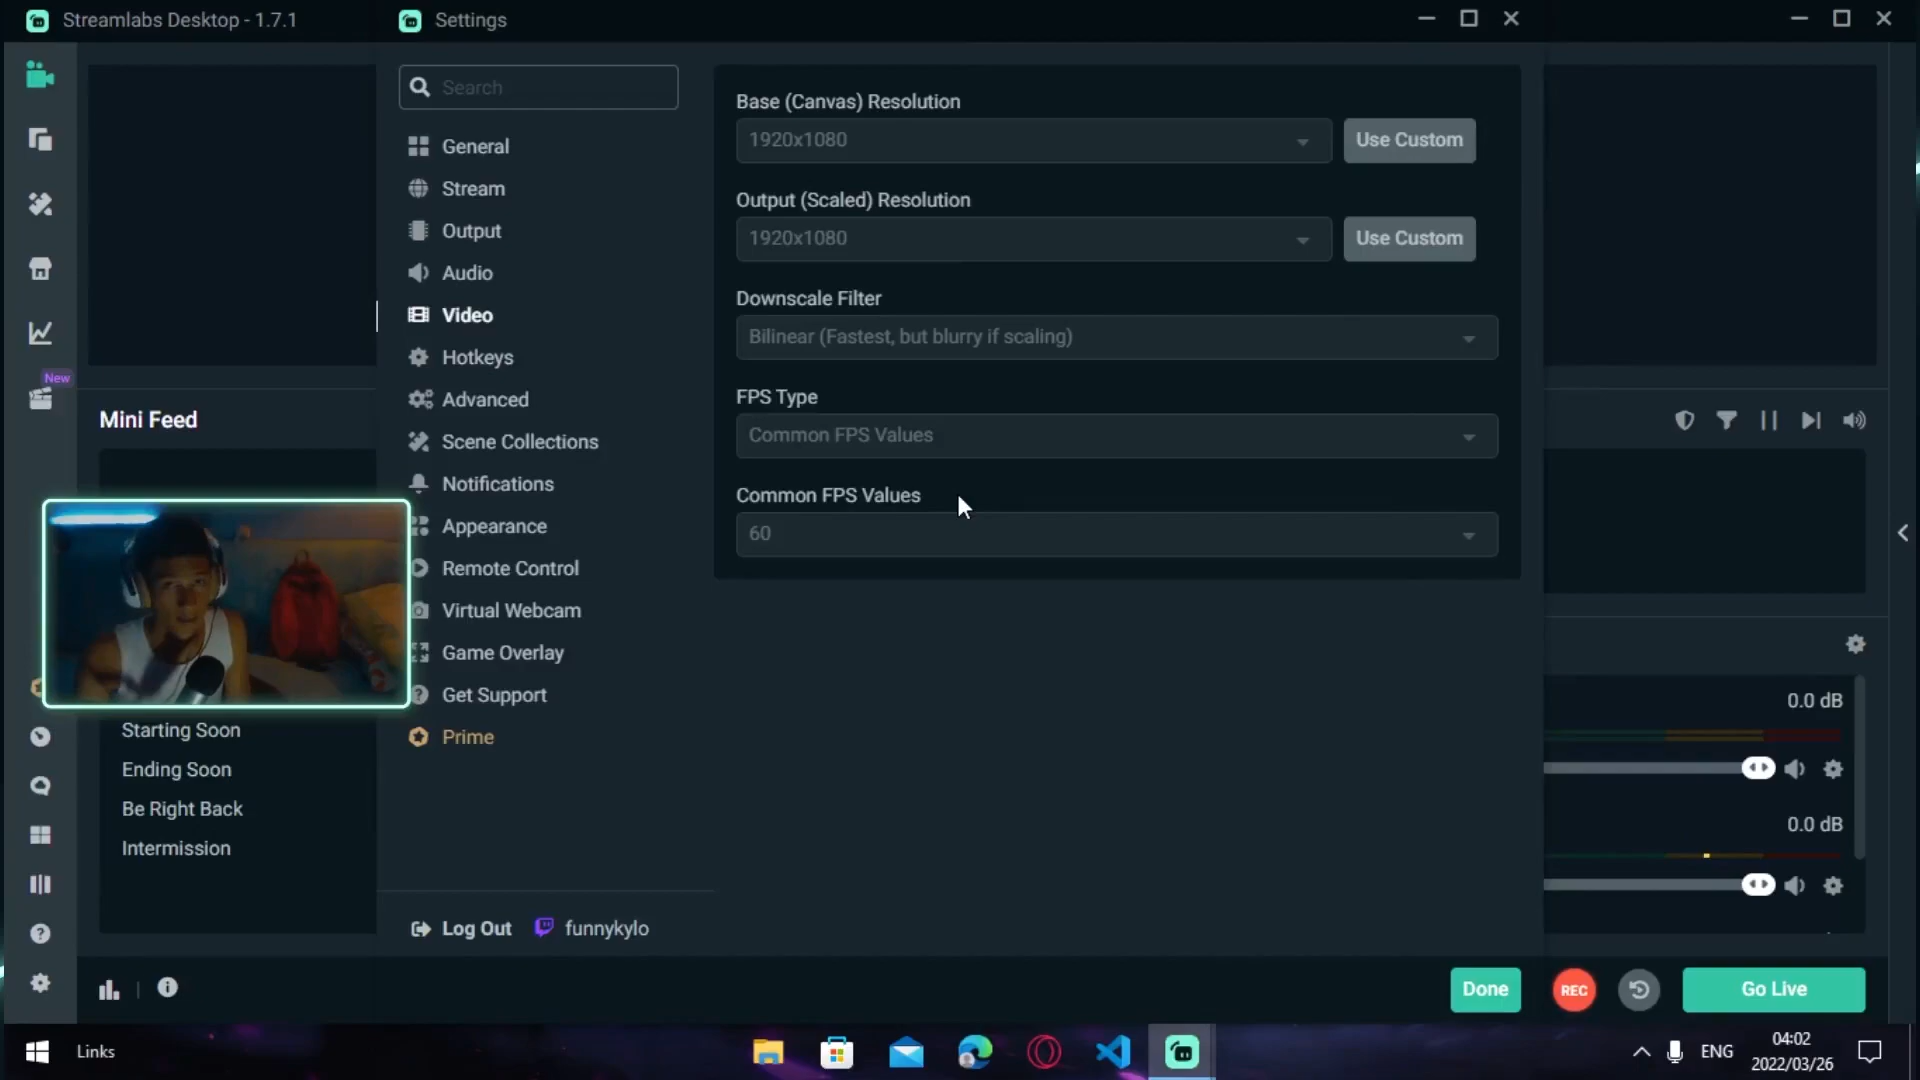 Streamlabs Desktop - 1.7.1
Settings
Search
General
Stream
Output
Audio
Video
Hotkeys
Advanced
Scene Collections
Notifications
Appearance
Remote Control
Virtual Webcam
Game Overlay
Get Support
Prime
Log Out
funnykylo
Base (Canvas) Resolution
1920x1080
Use Custom
Output (Scaled) Resolution
1920x1080
Use Custom
Downscale Filter
Bilinear (Fastest, but blurry if scaling)
FPS Type
Common FPS Values
Common FPS Values
60
New
Mini Feed
Starting Soon
Ending Soon
Be Right Back
Intermission
0.0 dB
0.0 dB
Done
REC
Go Live
Links
ENG
04:02
2022/03/26